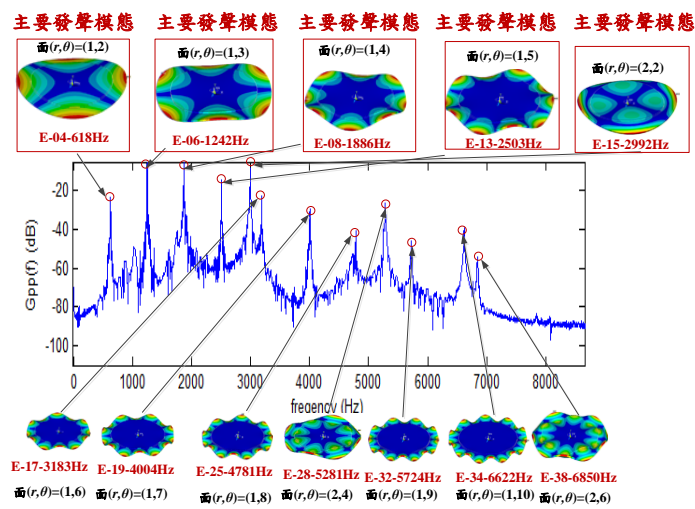 主要發聲模態 主要發聲模態 主要發聲模態 主要發聲模態 主要發聲模態
面(r,θ)=(1,2) 面(r,θ)=(1,3) 面(r,θ)=(1,4) 面(r,θ)=(1,5) 面(r,θ)=(2,2)
E-04-618Hz E-06-1242Hz E-08-1886Hz E-13-2503Hz E-15-2992Hz
Gpp(f) (dB)
-20
-40
-60
-80
-100
0 1000 2000 3000 4000 5000 6000 7000 8000
freqency (Hz)
E-17-3183Hz E-19-4004Hz E-25-4781Hz E-28-5281Hz E-32-5724Hz E-34-6622Hz E-38-6850Hz
面(r,θ)=(1,6) 面(r,θ)=(1,7) 面(r,θ)=(1,8) 面(r,θ)=(2,4) 面(r,θ)=(1,9) 面(r,θ)=(1,10) 面(r,θ)=(2,6)